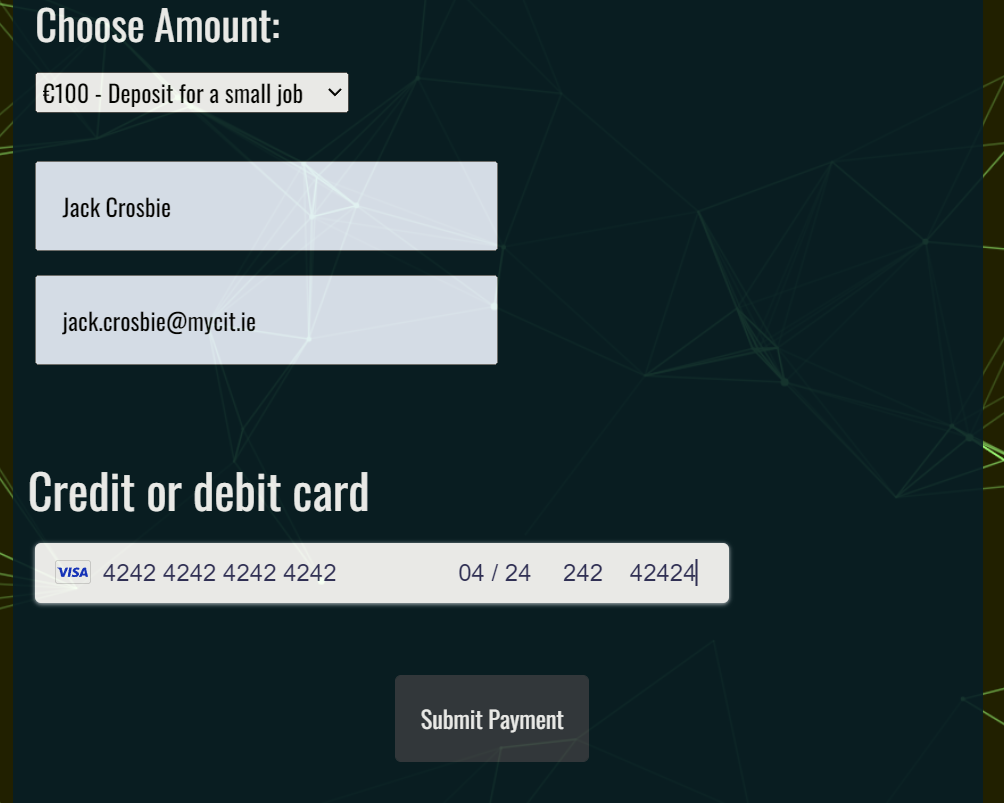 Choose Amount:
€100 - Deposit for a small job
Jack Crosbie
jack.crosbie@mycit.ie
Credit or debit card
VISA 4242 4242 4242 4242 04 / 24 242 42424
Submit Payment